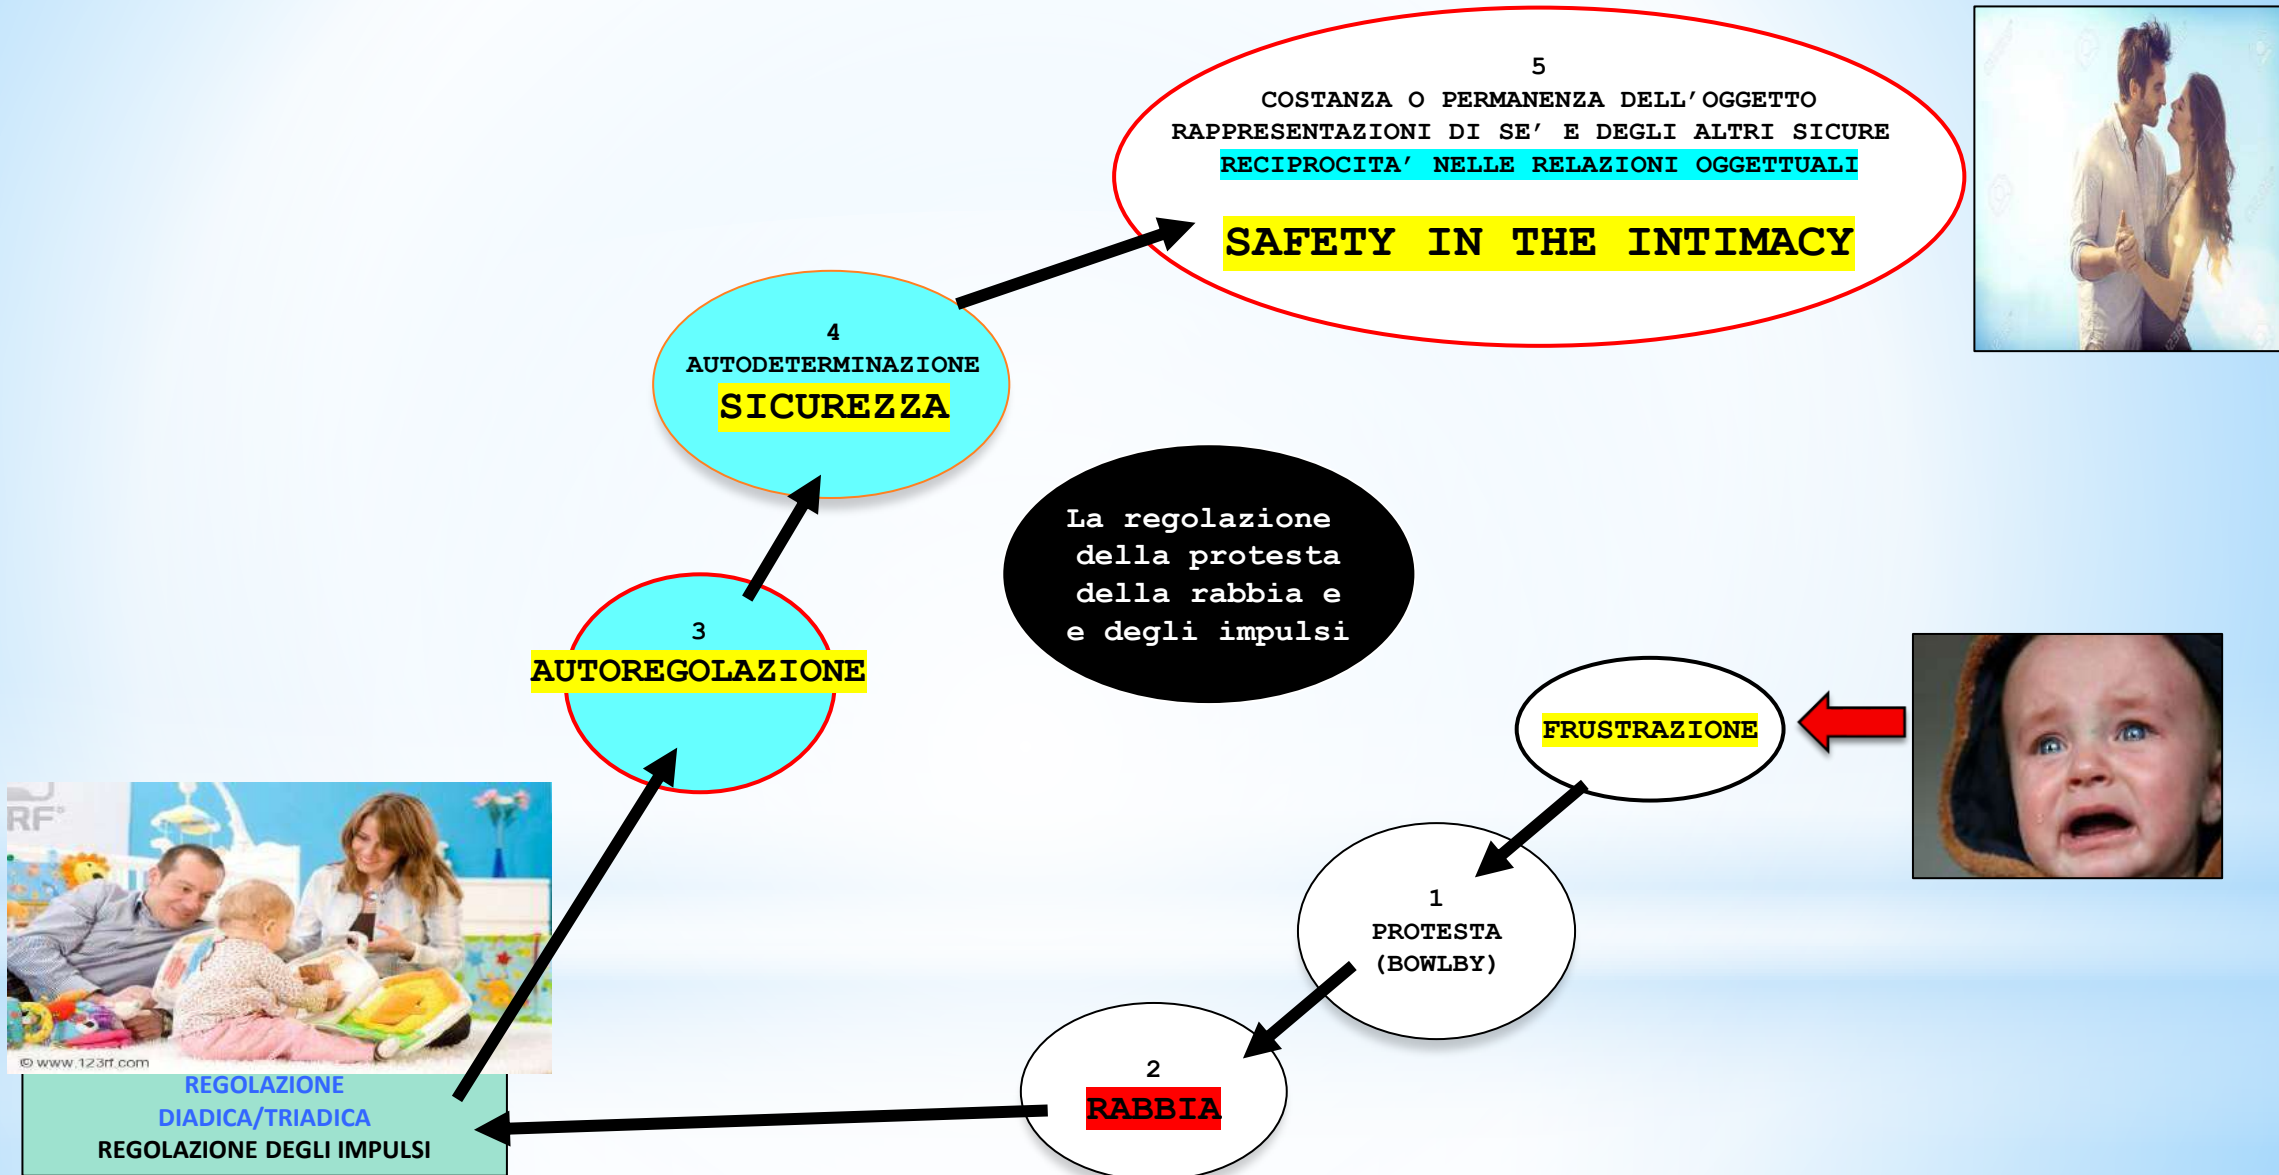 5
COSTANZA O PERMANENZA DELL'OGGETTO
RAPPRESENTAZIONI DI SE' E DEGLI ALTRI SICURE
RECIPROCITA' NELLE RELAZIONI OGGETTUALI
SAFETY IN THE INTIMACY
4
AUTODETERMINAZIONE
SICUREZZA
La regolazione
della protesta
della rabbia e
e degli impulsi
3
AUTOREGOLAZIONE
FRUSTRAZIONE
1
PROTESTA
(BOWLBY)
2
RABBIA
RF®
© www.123rf.com
REGOLAZIONE
DIADICA/TRIADICA
REGOLAZIONE DEGLI IMPULSI